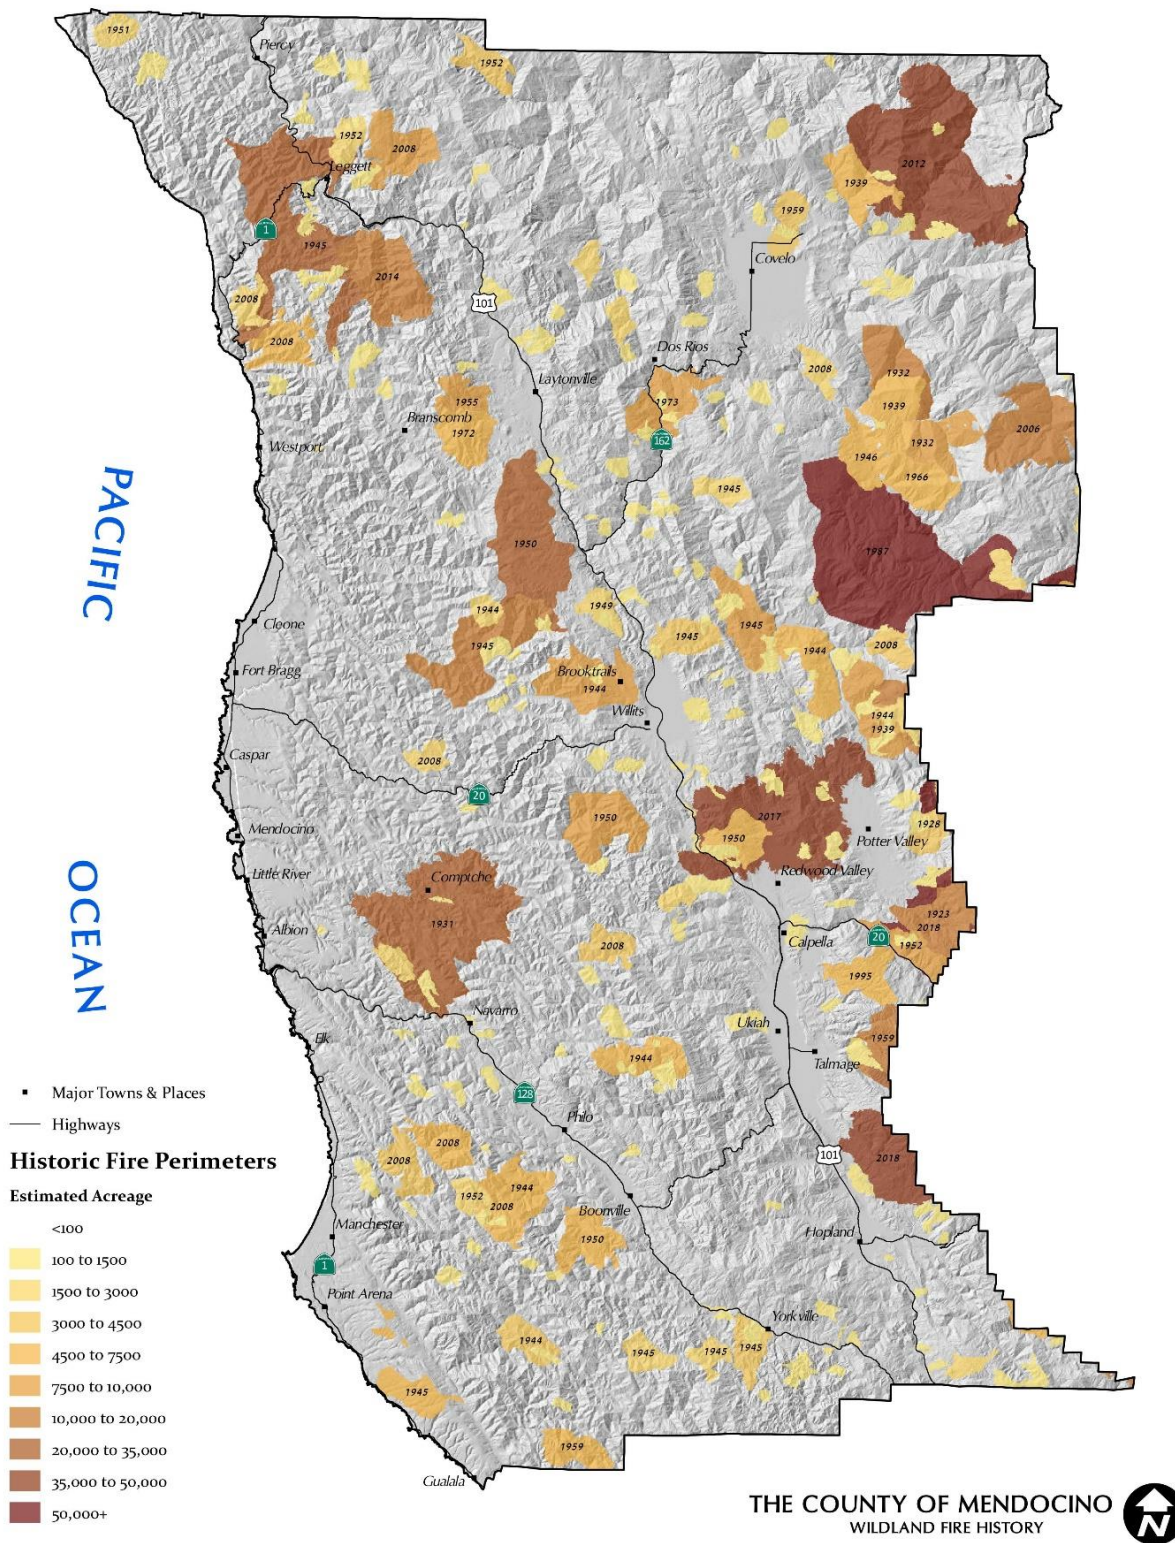 1951
Piercy
1952
1952
2008
Leggett
2012
1939
1959
1
1945
2014
Covelo
2008
101
2008
Dos Rios
2008
1932
Laytonville
1955
1973
1939
Branscomb
1972
162
1932
2006
Westport
1946
1966
1945
PACIFIC
1950
1987
1944
1949
Cleone
1945
1945
1945
1944
2008
Fort Bragg
Brooktrails
1944
Willits
1944
1939
Caspar
2008
20
1950
2017
1928
Mendocino
1950
Potter Valley
OCEAN
Little River
Comptche
Redwood Valley
1931
1923
2018
Albion
2008
Calpella
20
1952
1995
Navarro
Ukiah
Elk
1944
1959
Talmage
128
Philo
2008
2008
101
2018
1952
1944
2008
Boonville
Manchester
1950
Hopland
1
Point Arena
Yorkville
1944
1945
1945
1945
1945
1959
Gualala
Major Towns & Places
Highways
Historic Fire Perimeters
Estimated Acreage
<100
100 to 1500
1500 to 3000
3000 to 4500
4500 to 7500
7500 to 10,000
10,000 to 20,000
20,000 to 35,000
35,000 to 50,000
50,000+
THE COUNTY OF MENDOCINO
WILDLAND FIRE HISTORY
N